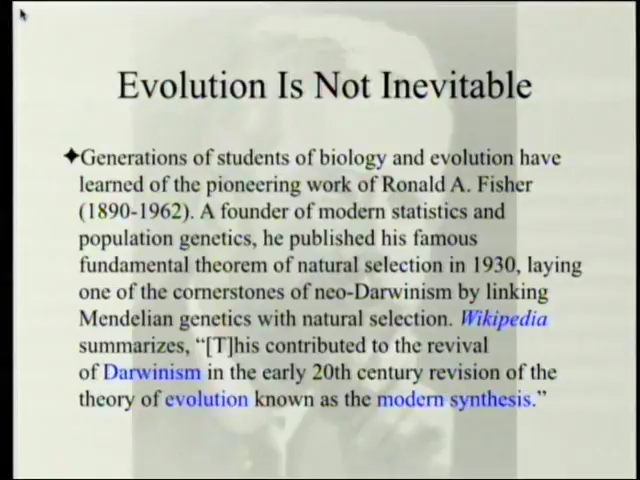 Evolution Is Not Inevitable
✦Generations of students of biology and evolution have
learned of the pioneering work of Ronald A. Fisher
(1890-1962). A founder of modern statistics and
population genetics, he published his famous
fundamental theorem of natural selection in 1930, laying
one of the cornerstones of neo-Darwinism by linking
Mendelian genetics with natural selection. Wikipedia
summarizes, “[T]his contributed to the revival
of Darwinism in the early 20th century revision of the
theory of evolution known as the modern synthesis.”